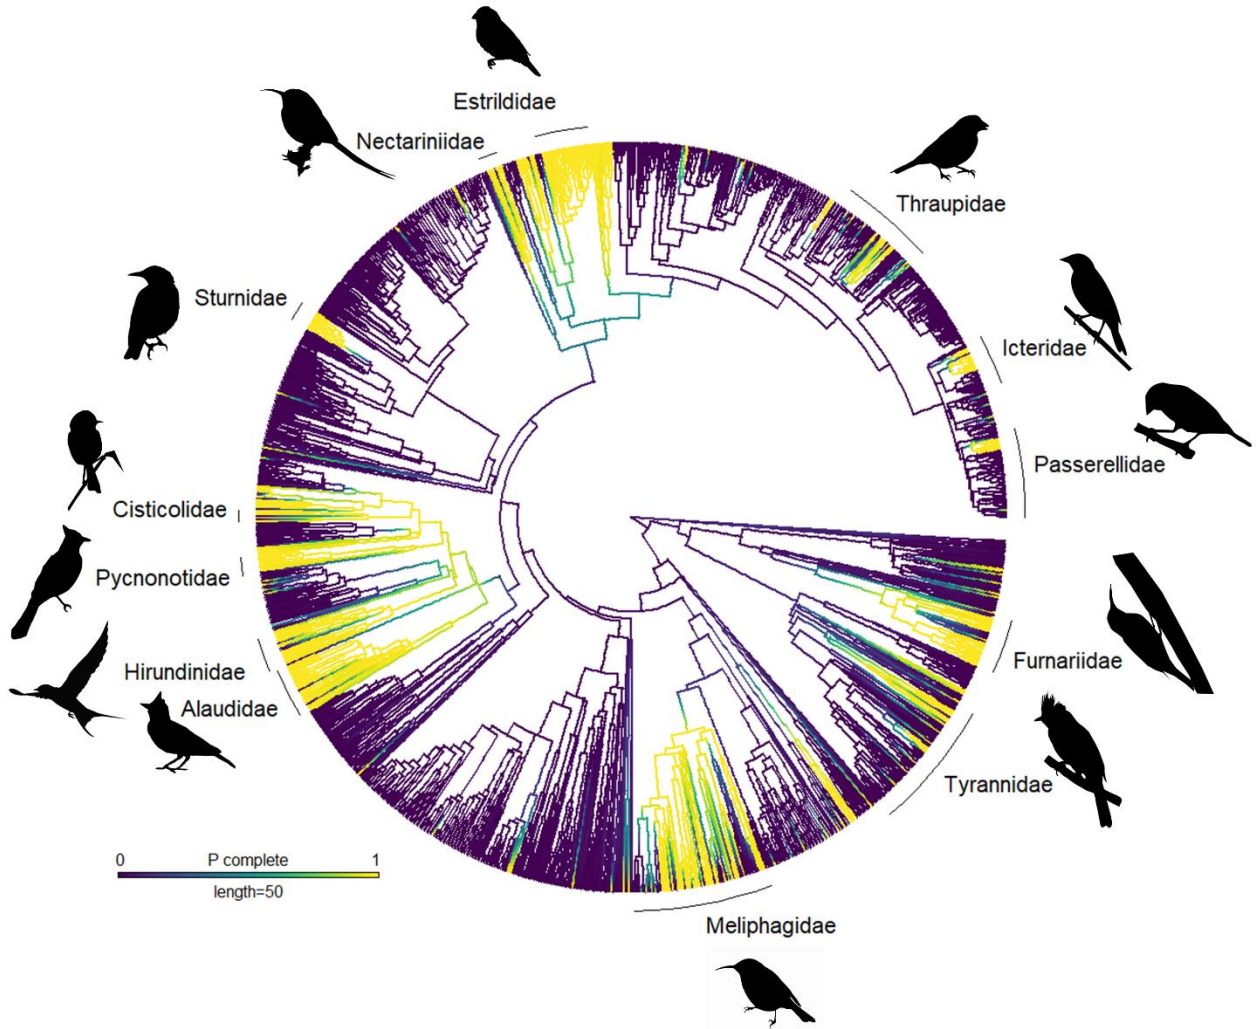 Estrildidae
Nectariniidae
Thraupidae
Sturnidae
Icteridae
Passerellidae
Cisticolidae
Pycnonotidae
Hirundinidae
Furnariidae
Alaudidae
Tyrannidae
0 P complete 1
length=50
Meliphagidae